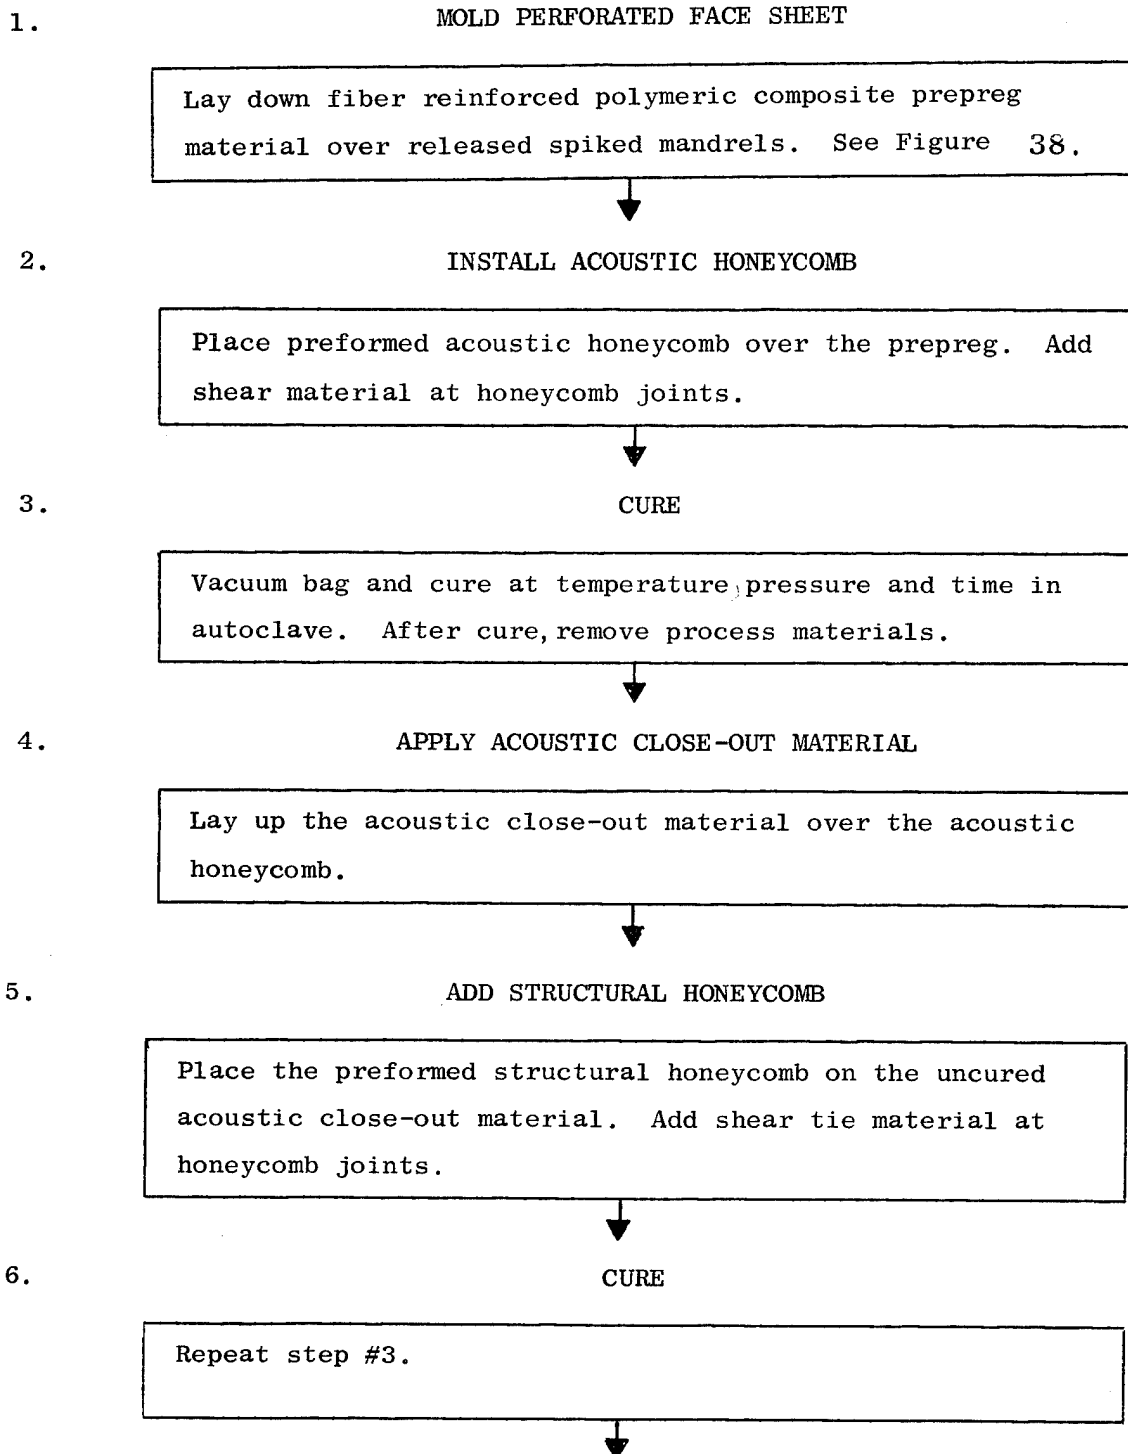 1.
MOLD PERFORATED FACE SHEET
Lay down fiber reinforced polymeric composite prepreg
material over released spiked mandrels. See Figure 38.
2.
INSTALL ACOUSTIC HONEYCOMB
Place preformed acoustic honeycomb over the prepreg. Add
shear material at honeycomb joints.
3.
CURE
Vacuum bag and cure at temperature, pressure and time in
autoclave. After cure, remove process materials.
4.
APPLY ACOUSTIC CLOSE-OUT MATERIAL
Lay up the acoustic close-out material over the acoustic
honeycomb.
5.
ADD STRUCTURAL HONEYCOMB
Place the preformed structural honeycomb on the uncured
acoustic close-out material. Add shear tie material at
honeycomb joints.
6.
CURE
Repeat step #3.